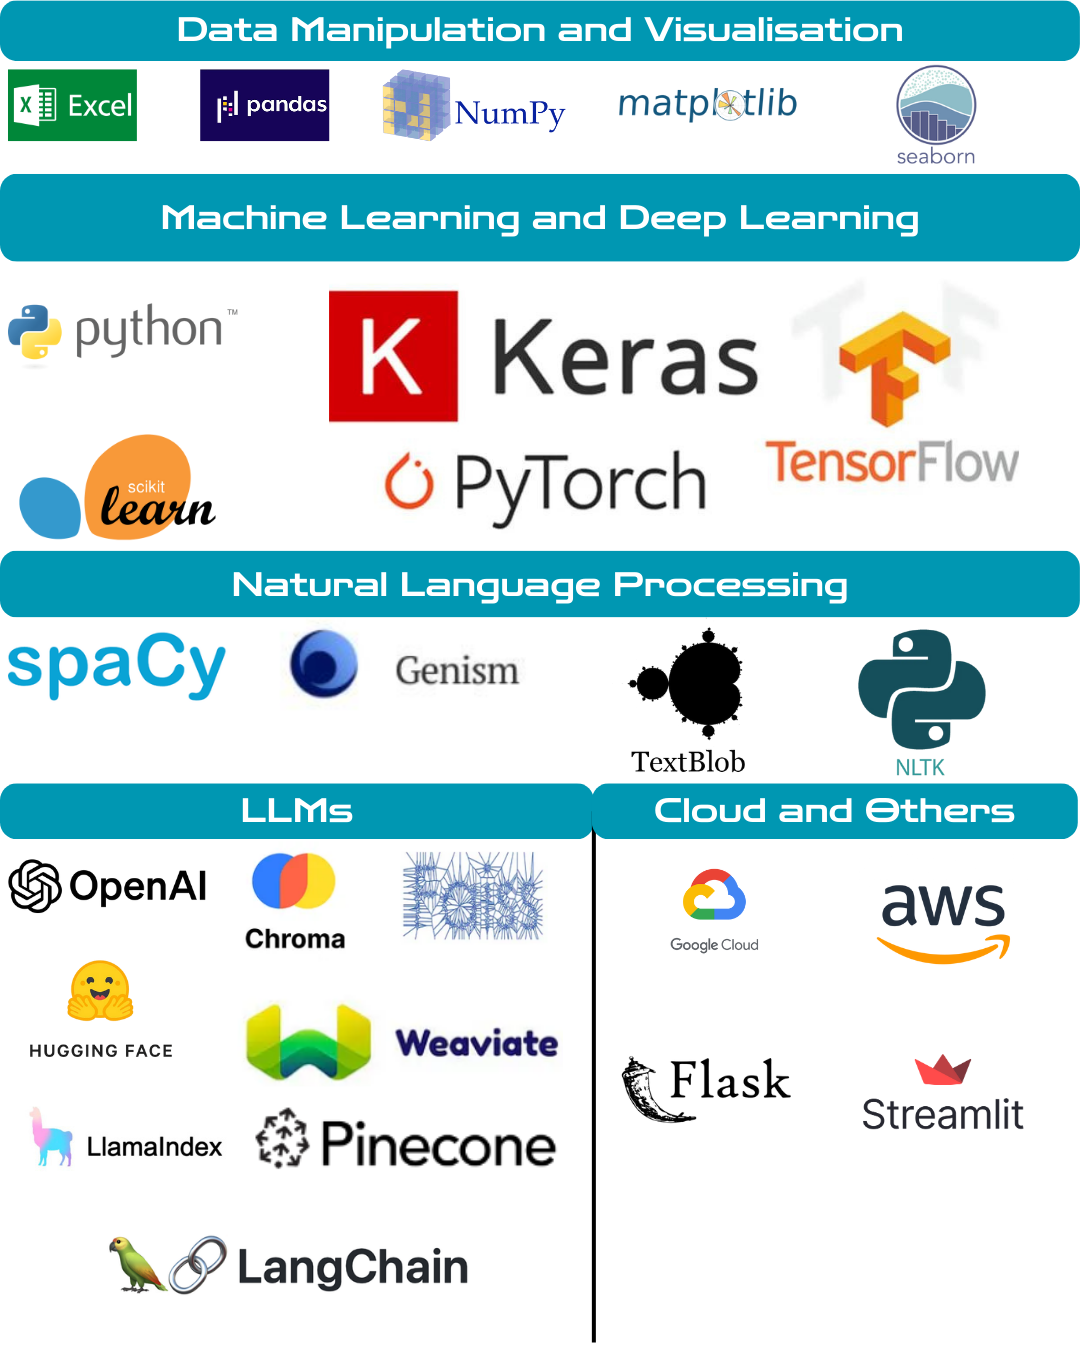 Data Manipulation and Visualisation
X Excel
pandas
NumPy
matplotlib
seaborn
Machine Learning and Deep Learning
python™
K Keras
TensorFlow
scikit
learn
PyTorch
Natural Language Processing
spaCy
Genism
TextBlob
NLTK
LLMs
Cloud and Others
OpenAI
Chroma
Faiss
Google Cloud
aws
HUGGING FACE
Weaviate
Flask
Streamlit
LlamaIndex
Pinecone
LangChain